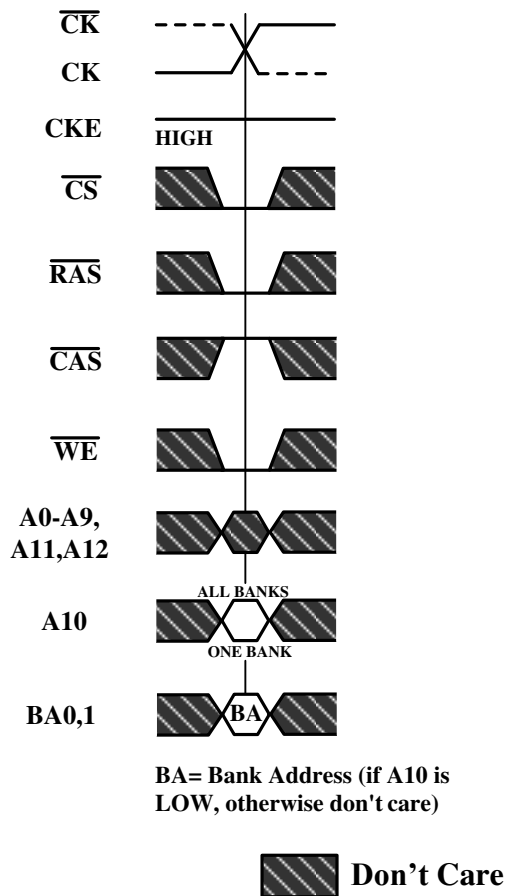 CK
CK
CKE
HIGH
CS
RAS
CAS
WE
A0-A9,
A11,A12
ALL BANKS
A10
ONE BANK
BA0,1
BA
BA= Bank Address (if A10 is
LOW, otherwise don't care)
Don't Care